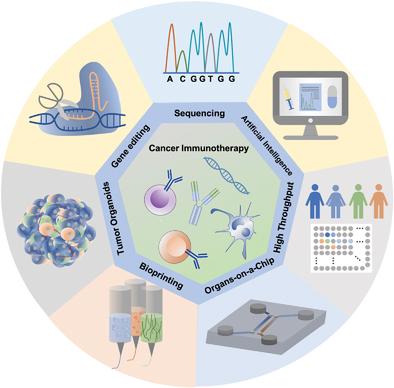 A C G G T G G
Sequencing
Artificial Intelligence
High Throughput
Organs-on-a-Chip
Bioprinting
Tumor Organoids
Gene editing
Cancer Immunotherapy